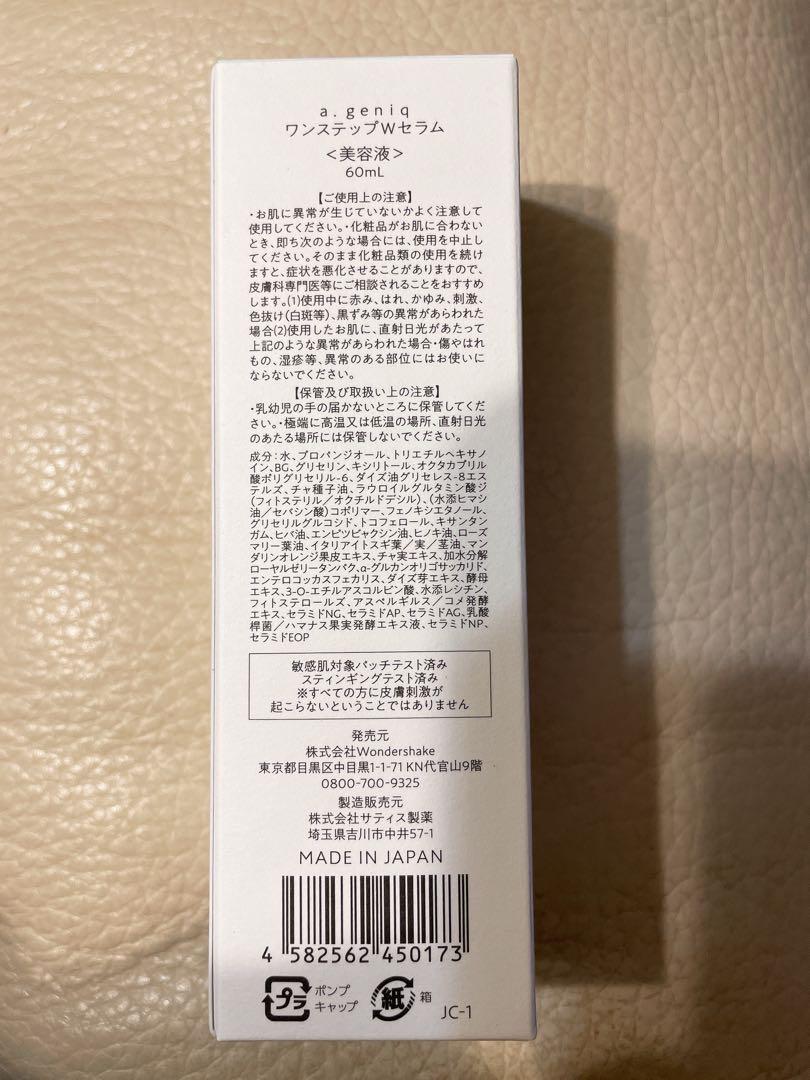 a.geniq
ワンステップWセラム
＜美容液＞
60mL
【ご使用上の注意】
・お肌に異常が生じていないかよく注意して
使用してください。・化粧品がお肌に合わない
とき、即ち次のような場合には、使用を中止し
てください。そのまま化粧品類の使用を続け
ますと、症状を悪化させることがありますので、
皮膚科専門医等にご相談されることをおすすめ
します。(1)使用中に赤み、はれ、かゆみ、刺激、
色抜け(白斑等)、黒ずみ等の異常があらわれた
場合(2)使用したお肌に、直射日光があたって
上記のような異常があらわれた場合・傷やはれ
もの、湿疹等、異常のある部位にはお使いに
ならないでください。
【保管及び取扱い上の注意】
・乳幼児の手の届かないところに保管してくだ
さい。・極端に高温又は低温の場所、直射日光
のあたる場所には保管しないでください。
成分：水、プロパンジオール、トリエチルヘキサノ
イン、BG、グリセリン、キシリトール、オクタカプリル
酸ポリグリセリル-6、ダイズ油グリセレス-8エス
テルズ、チャ種子油、ラウロイルグルタミン酸ジ
(フィトステリル／オクチルドデシル)、(水添ヒマシ
油／セバシン酸)コポリマー、フェノキシエタノール、
グリセリルグルコシド、トコフェロール、キサンタン
ガム、ヒバ油、エンピツビャクシン油、ヒノキ油、ローズ
マリー葉油、イタリアイトスギ葉／実／茎油、マン
ダリンオレンジ果皮エキス、チャ実エキス、加水分解
ローヤルゼリータンパク、α-グルカンオリゴサッカリド、
エンテロコッカスフェカリス、ダイズ芽エキス、酵母
エキス、3-O-エチルアスコルビン酸、水添レシチン、
フィトステロールズ、アスペルギルス／コメ発酵
エキス、セラミドNG、セラミドAP、セラミドAG、乳酸
桿菌／ハマナス果実発酵エキス液、セラミドNP、
セラミドEOP
敏感肌対象パッチテスト済み
スティンギングテスト済み
※すべての方に皮膚刺激が
起こらないということではありません
発売元
株式会社Wondershake
東京都目黒区中目黒1-1-71 KN代官山9階
0800-700-9325
製造販売元
株式会社サティス製薬
埼玉県吉川市中井57-1
MADE IN JAPAN
4 582562 450173
プラ ポンプ
キャップ
紙 箱
JC-1